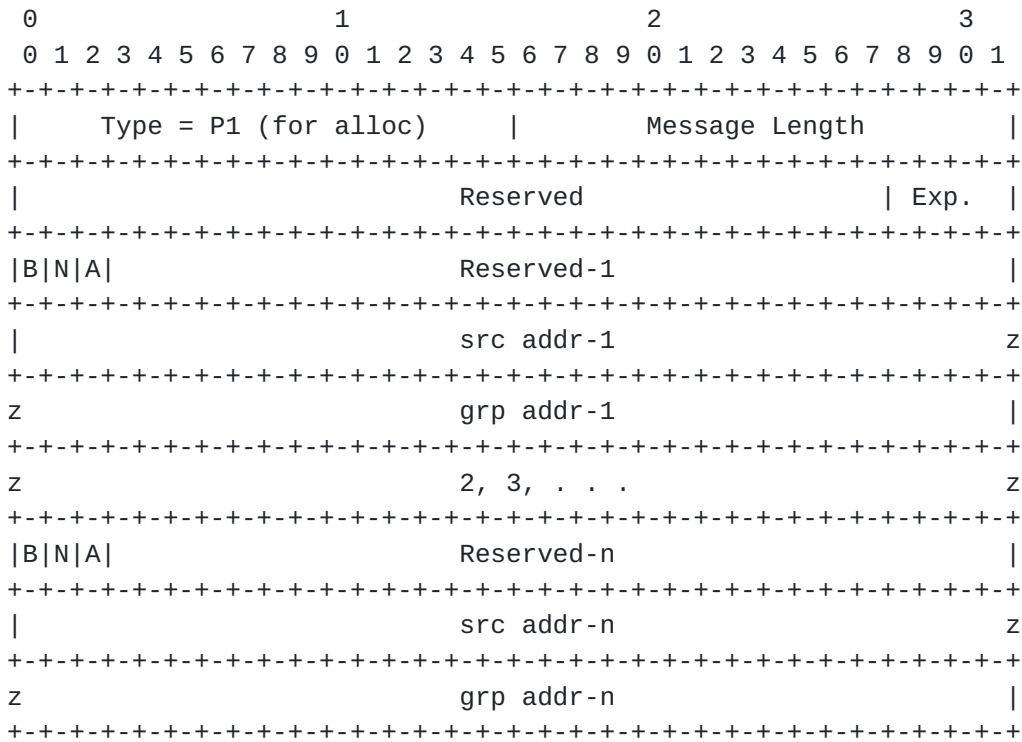 0                   1                   2                   3
 0 1 2 3 4 5 6 7 8 9 0 1 2 3 4 5 6 7 8 9 0 1 2 3 4 5 6 7 8 9 0 1
+-+-+-+-+-+-+-+-+-+-+-+-+-+-+-+-+-+-+-+-+-+-+-+-+-+-+-+-+-+-+-+-+
|     Type = P1 (for alloc)     |        Message Length         |
+-+-+-+-+-+-+-+-+-+-+-+-+-+-+-+-+-+-+-+-+-+-+-+-+-+-+-+-+-+-+-+-+
|                            Reserved                   | Exp.  |
+-+-+-+-+-+-+-+-+-+-+-+-+-+-+-+-+-+-+-+-+-+-+-+-+-+-+-+-+-+-+-+-+
|B|N|A|                      Reserved-1                         |
+-+-+-+-+-+-+-+-+-+-+-+-+-+-+-+-+-+-+-+-+-+-+-+-+-+-+-+-+-+-+-+-+
|                            src addr-1                         z
+-+-+-+-+-+-+-+-+-+-+-+-+-+-+-+-+-+-+-+-+-+-+-+-+-+-+-+-+-+-+-+-+
z                            grp addr-1                         |
+-+-+-+-+-+-+-+-+-+-+-+-+-+-+-+-+-+-+-+-+-+-+-+-+-+-+-+-+-+-+-+-+
z                            2, 3, . . .                        z
+-+-+-+-+-+-+-+-+-+-+-+-+-+-+-+-+-+-+-+-+-+-+-+-+-+-+-+-+-+-+-+-+
|B|N|A|                      Reserved-n                         |
+-+-+-+-+-+-+-+-+-+-+-+-+-+-+-+-+-+-+-+-+-+-+-+-+-+-+-+-+-+-+-+-+
|                            src addr-n                         z
+-+-+-+-+-+-+-+-+-+-+-+-+-+-+-+-+-+-+-+-+-+-+-+-+-+-+-+-+-+-+-+-+
z                            grp addr-n                         |
+-+-+-+-+-+-+-+-+-+-+-+-+-+-+-+-+-+-+-+-+-+-+-+-+-+-+-+-+-+-+-+-+